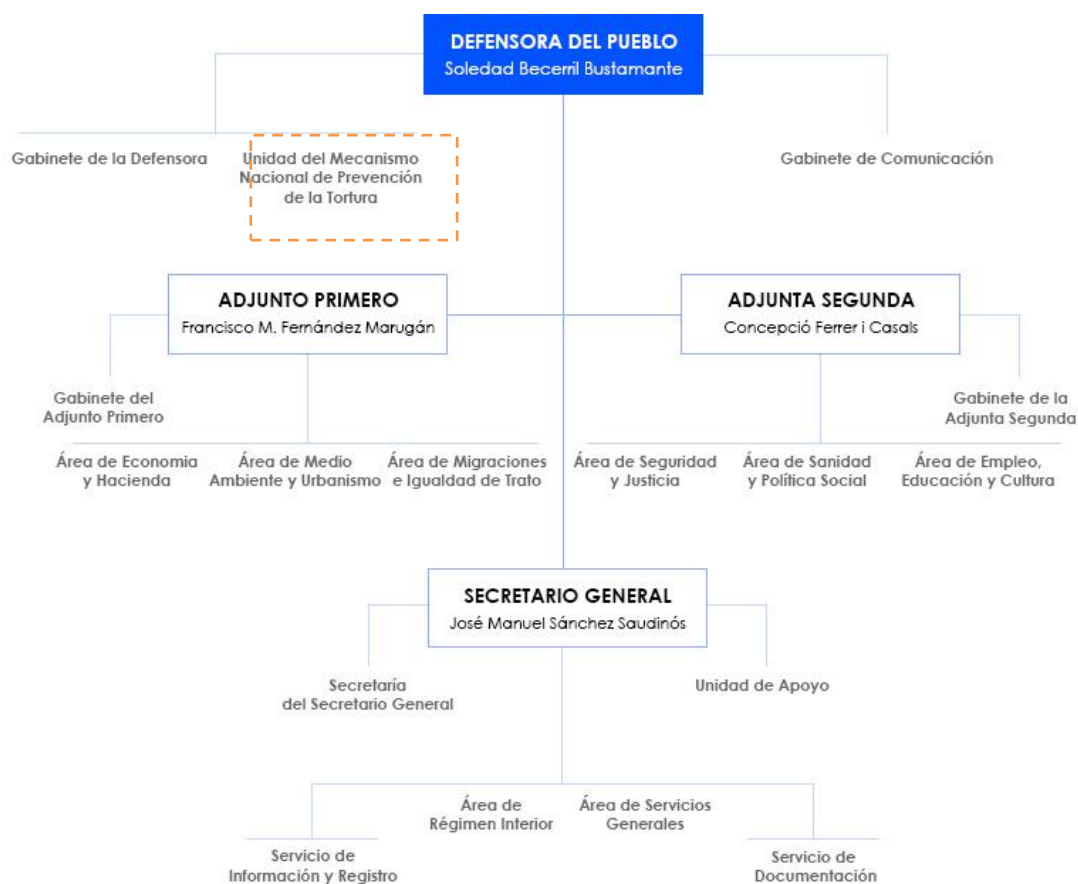 DEFENSORA DEL PUEBLO
Soledad Becerril Bustamante
Gabinete de la Defensora
Unidad del Mecanismo
Nacional de Prevención
de la Tortura
Gabinete de Comunicación
ADJUNTO PRIMERO
Francisco M. Fernández Marugán
ADJUNTA SEGUNDA
Concepció Ferrer i Casals
Gabinete del
Adjunto Primero
Gabinete de la
Adjunta Segunda
Área de Economia
y Hacienda
Área de Medio
Ambiente y Urbanismo
Área de Migraciones
e Igualdad de Trato
Área de Seguridad
y Justicia
Área de Sanidad
y Política Social
Área de Empleo,
Educación y Cultura
SECRETARIO GENERAL
José Manuel Sánchez Saudinós
Secretaría
del Secretario General
Unidad de Apoyo
Área de
Régimen Interior
Área de Servicios
Generales
Servicio de
Información y Registro
Servicio de
Documentación